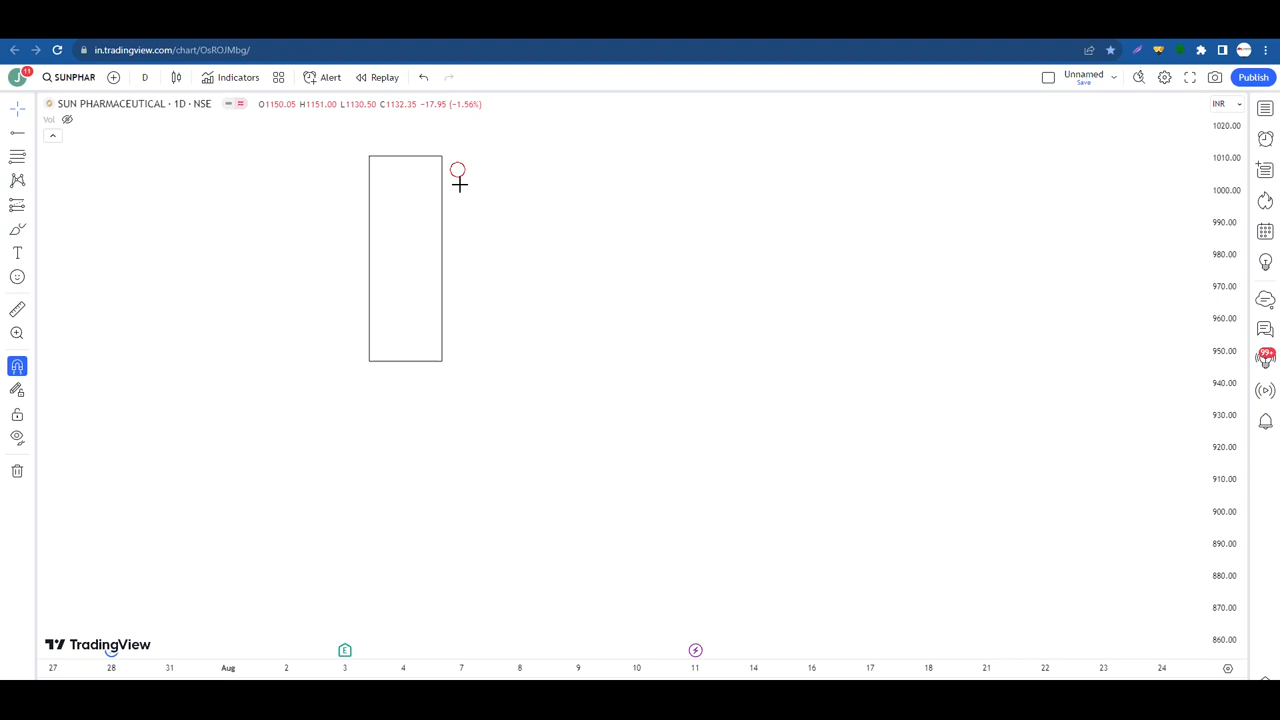 in.tradingview.com/chart/OsROJMbg/
J 11 SUNPHAR D Indicators Alert Replay Unnamed Save Publish
SUN PHARMACEUTICAL · 1D · NSE O1150.05 H1151.00 L1130.50 C1132.35 −17.95 (−1.56%) INR
Vol
1020.00
1010.00
1000.00
990.00
980.00
970.00
960.00
950.00
99+
940.00
930.00
920.00
910.00
900.00
890.00
880.00
870.00
860.00
TradingView
E
27 28 31 Aug 2 3 4 7 8 9 10 11 14 16 17 18 21 22 23 24